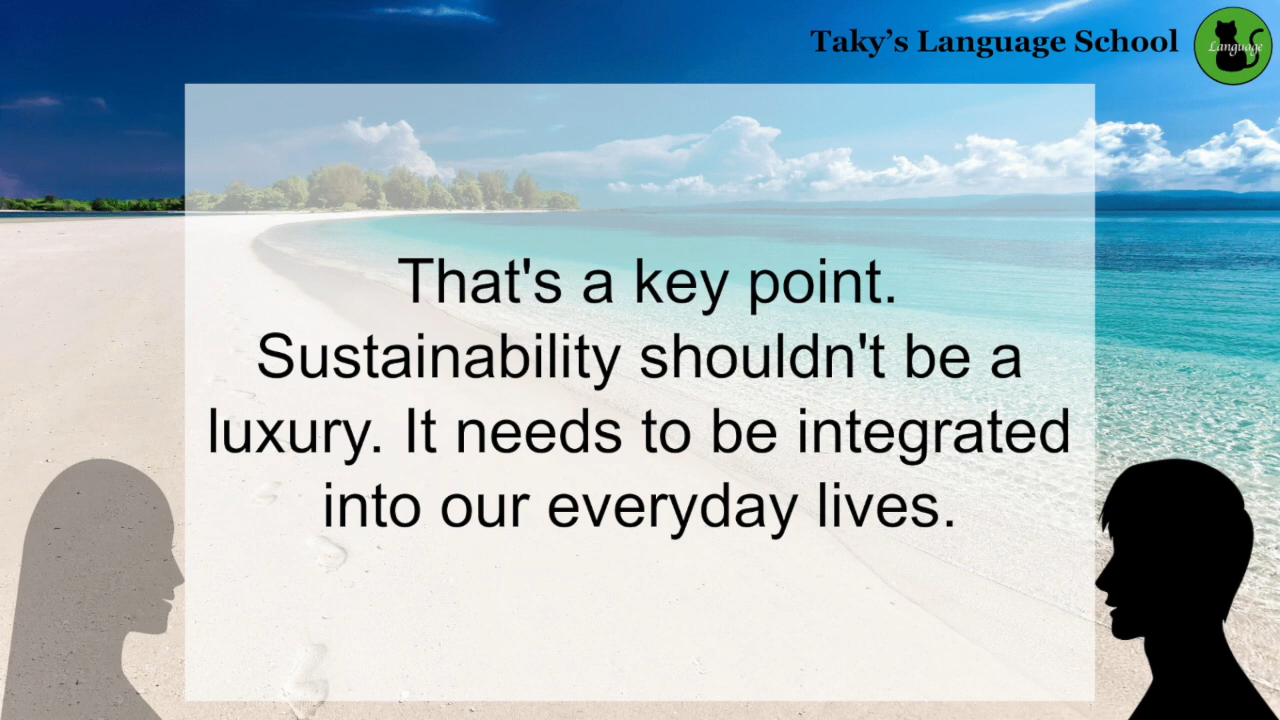 Taky’s Language School
Language
That's a key point.
Sustainability shouldn't be a
luxury. It needs to be integrated
into our everyday lives.